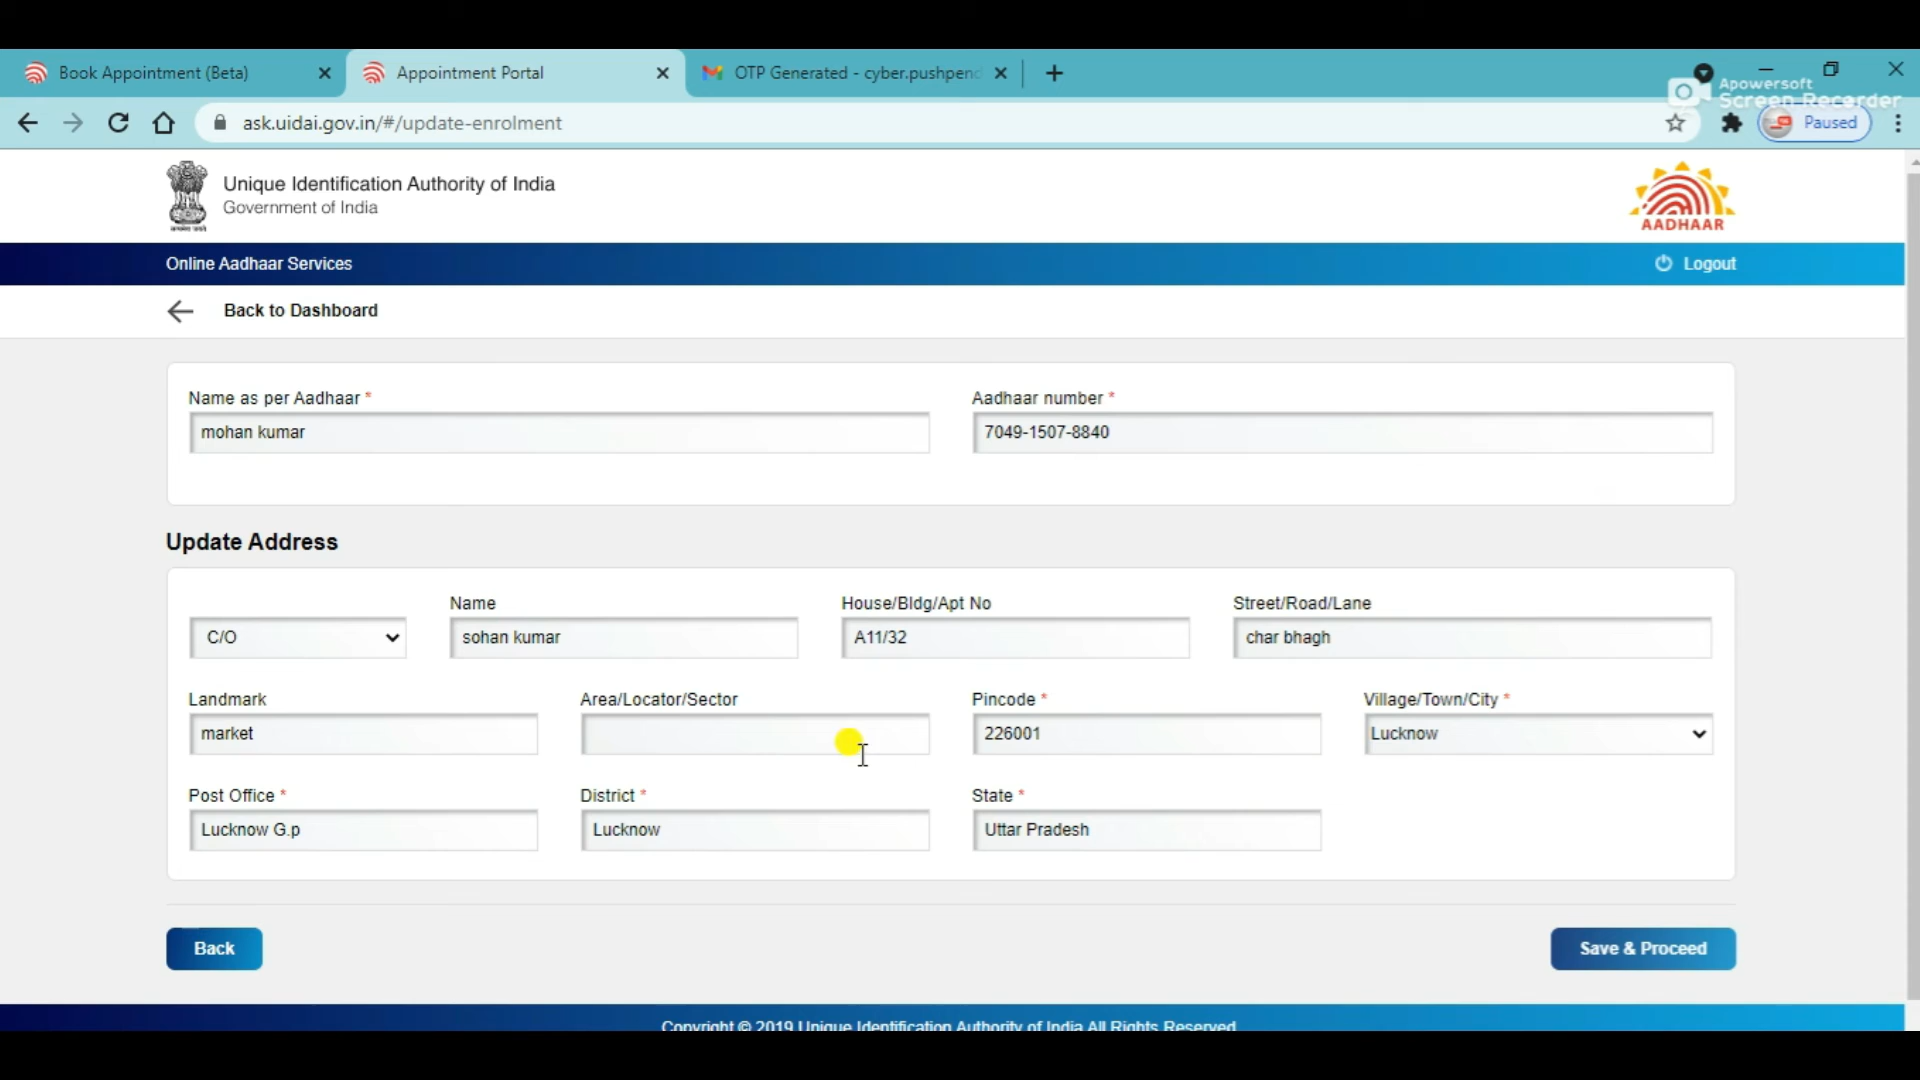 Book Appointment (Beta)
Appointment Portal
OTP Generated - cyber.pushpend
Apowersoft
Screen Recorder
ask.uidai.gov.in/#/update-enrolment
Paused
Unique Identification Authority of India
Government of India
AADHAAR
Online Aadhaar Services
Logout
Back to Dashboard
Name as per Aadhaar * Aadhaar number *
mohan kumar 7049-1507-8840
Update Address
Name House/Bldg/Apt No Street/Road/Lane
C/O sohan kumar A11/32 char bhagh
Landmark Area/Locator/Sector Pincode * Village/Town/City *
market 226001 Lucknow
Post Office * District * State *
Lucknow G.p Lucknow Uttar Pradesh
Back Save & Proceed
Copyright © 2019 Unique Identification Authority of India All Rights Reserved